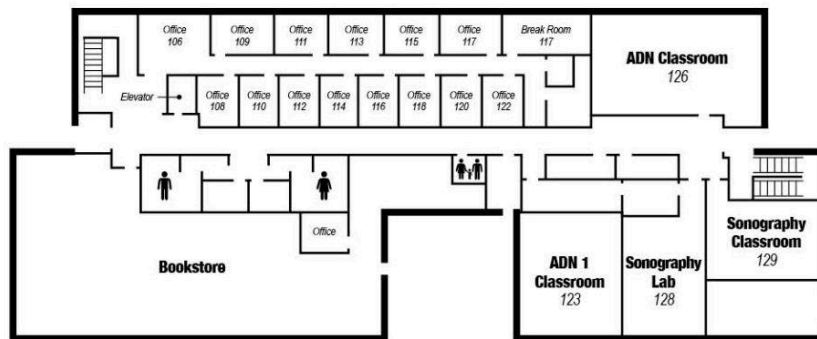 Office
106
Office
109
Office
111
Office
113
Office
115
Office
117
Break Room
117
ADN Classroom
126
Elevator
Office
108
Office
110
Office
112
Office
114
Office
116
Office
118
Office
120
Office
122
Office
Bookstore
ADN 1
Classroom
123
Sonography
Lab
128
Sonography
Classroom
129